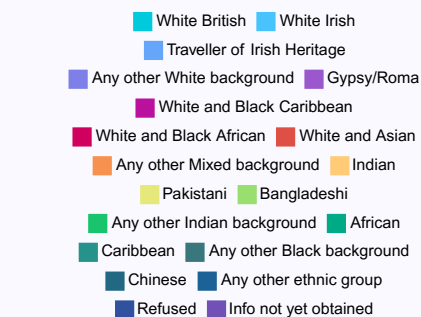 White British White Irish
Traveller of Irish Heritage
Any other White background Gypsy/Roma
White and Black Caribbean
White and Black African White and Asian
Any other Mixed background Indian
Pakistani Bangladeshi
Any other Indian background African
Caribbean Any other Black background
Chinese Any other ethnic group
Refused Info not yet obtained